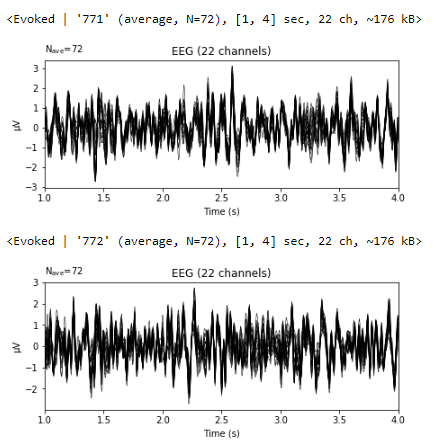 <Evoked | '771' (average, N=72), [1, 4] sec, 22 ch, ~176 kB>
Nave=72
EEG (22 channels)
3
2
1
0
−1
−2
−3
µV
1.0 1.5 2.0 2.5 3.0 3.5 4.0
Time (s)
<Evoked | '772' (average, N=72), [1, 4] sec, 22 ch, ~176 kB>
Nave=72
EEG (22 channels)
3
2
1
0
−1
−2
µV
1.0 1.5 2.0 2.5 3.0 3.5 4.0
Time (s)